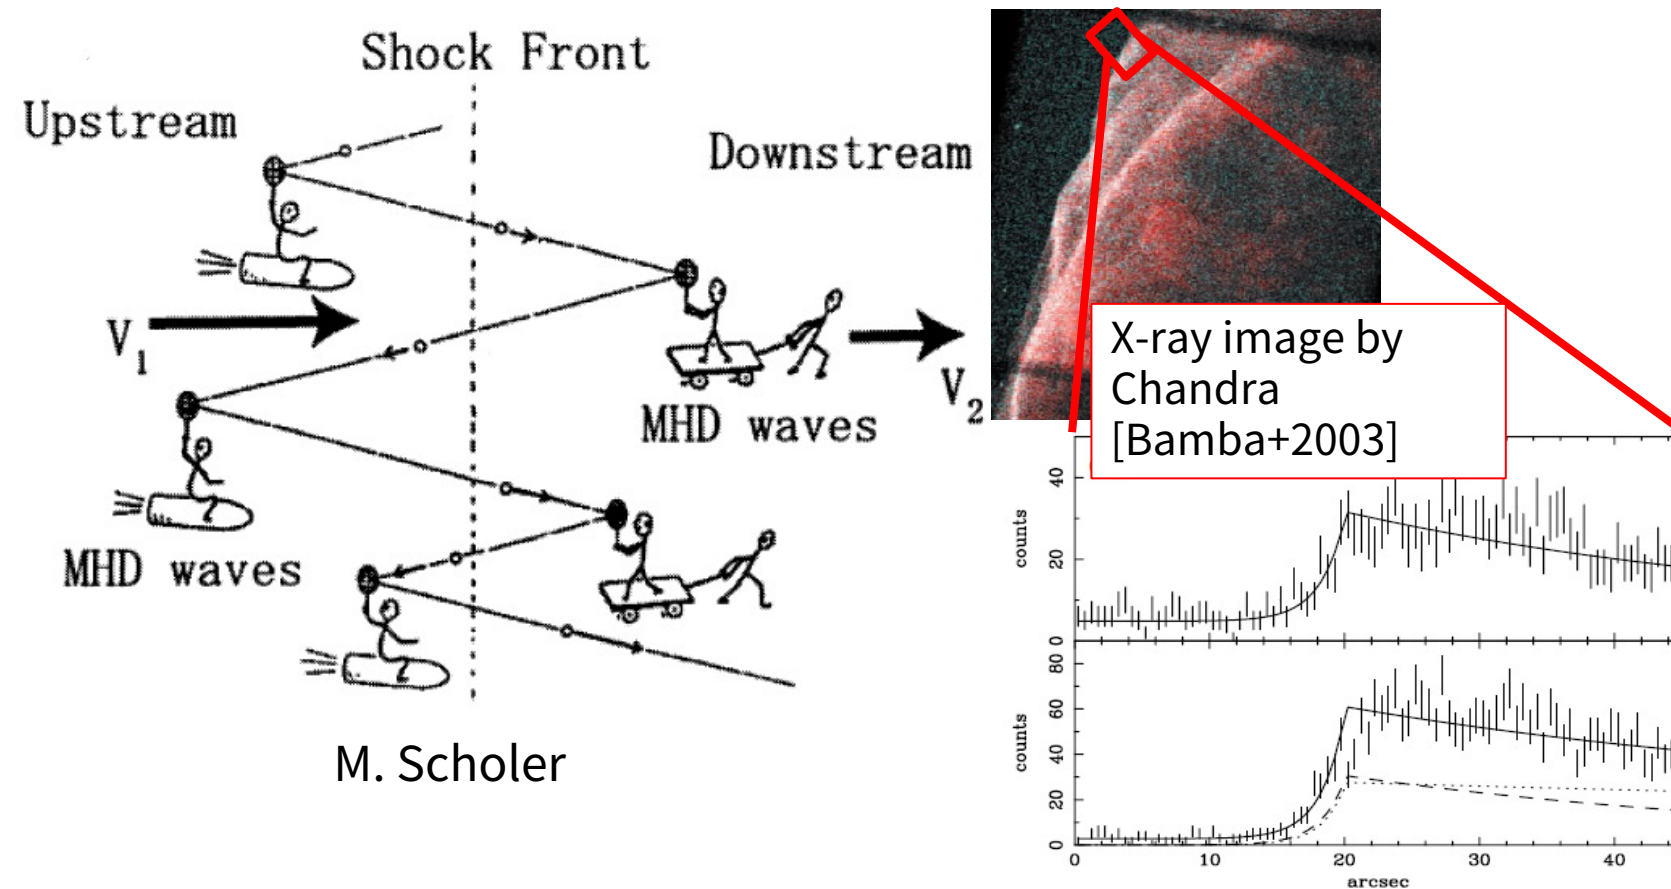 Shock Front
Upstream
Downstream
V1
V2
MHD waves
MHD waves
M. Scholer
X-ray image by
Chandra
[Bamba+2003]
counts
40
20
0
counts
80
60
40
20
0
0 10 20 30 40
arcsec